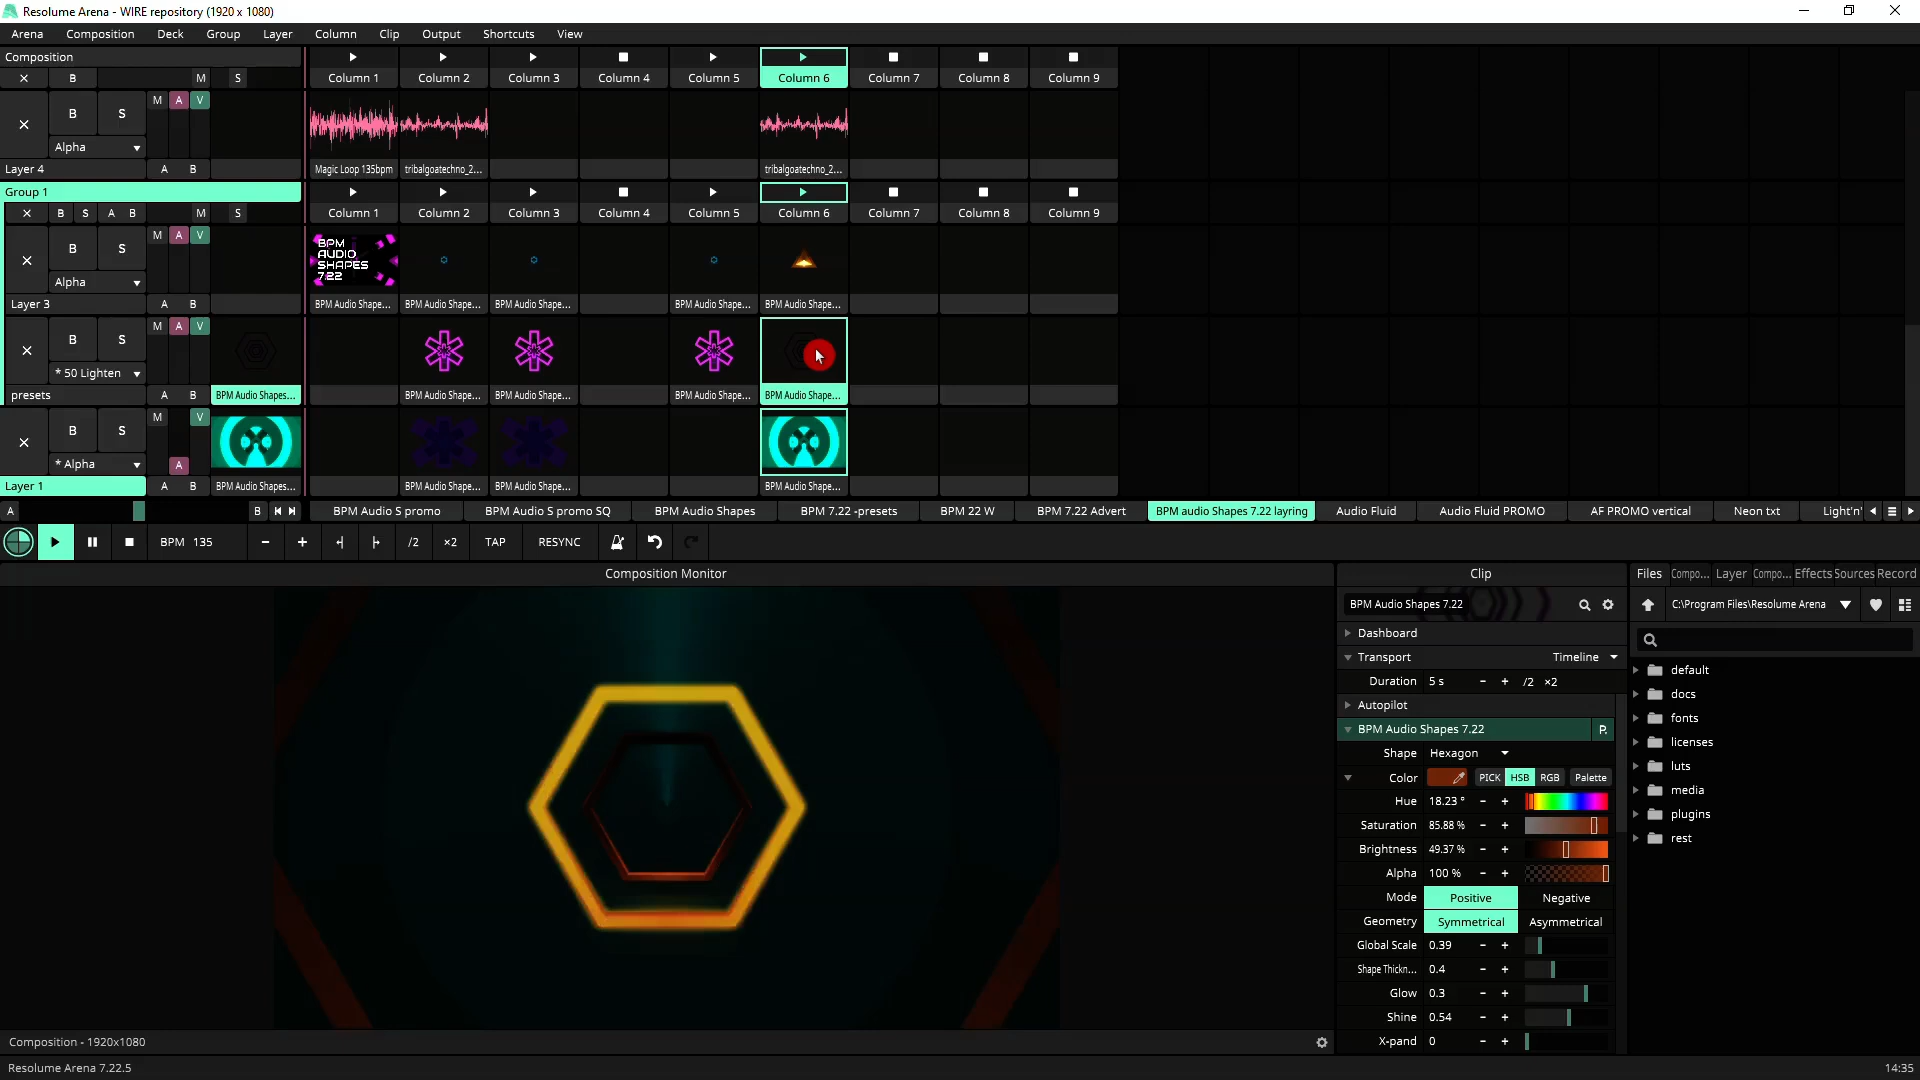 Resolume Arena - WIRE repository (1920 x 1080)
Arena Composition Deck Group Layer Column Clip Output Shortcuts View
Composition
B M S
Column 1 Column 2 Column 3 Column 4 Column 5 Column 6 Column 7 Column 8 Column 9
M A V
B S
Alpha
Layer 4 A B
Magic Loop 135bpm tribalgoatechno_2... tribalgoatechno_2...
Group 1
B S A B M S
Column 1 Column 2 Column 3 Column 4 Column 5 Column 6 Column 7 Column 8 Column 9
M A V
B S
BPM
AUDIO
SHAPES
7.22
Alpha
Layer 3 A B
BPM Audio Shape... BPM Audio Shape... BPM Audio Shape... BPM Audio Shape... BPM Audio Shape...
M A V
B S
* 50 Lighten
presets A B
BPM Audio Shapes... BPM Audio Shape... BPM Audio Shape... BPM Audio Shape... BPM Audio Shape...
M V
B S
* Alpha A
Layer 1 A B
BPM Audio Shapes... BPM Audio Shape... BPM Audio Shape... BPM Audio Shape...
A B
BPM Audio S promo BPM Audio S promo SQ BPM Audio Shapes BPM 7.22 -presets BPM 22 W BPM 7.22 Advert BPM audio Shapes 7.22 layring Audio Fluid Audio Fluid PROMO AF PROMO vertical Neon txt Light'n'
BPM 135 - + /2 ×2 TAP RESYNC
Composition Monitor
Clip
Files Compo... Layer Compo... Effects Sources Record
BPM Audio Shapes 7.22
C:\Program Files\Resolume Arena
Dashboard
Transport Timeline
Duration 5 s - + /2 ×2
Autopilot
BPM Audio Shapes 7.22 P.
Shape Hexagon
Color PICK HSB RGB Palette
Hue 18.23 ° - +
Saturation 85.88 % - +
Brightness 49.37 % - +
Alpha 100 % - +
Mode Positive Negative
Geometry Symmetrical Asymmetrical
Global Scale 0.39 - +
Shape Thickn... 0.4 - +
Glow 0.3 - +
Shine 0.54 - +
X-pand 0 - +
default
docs
fonts
licenses
luts
media
plugins
rest
Composition - 1920x1080
Resolume Arena 7.22.5
14:35